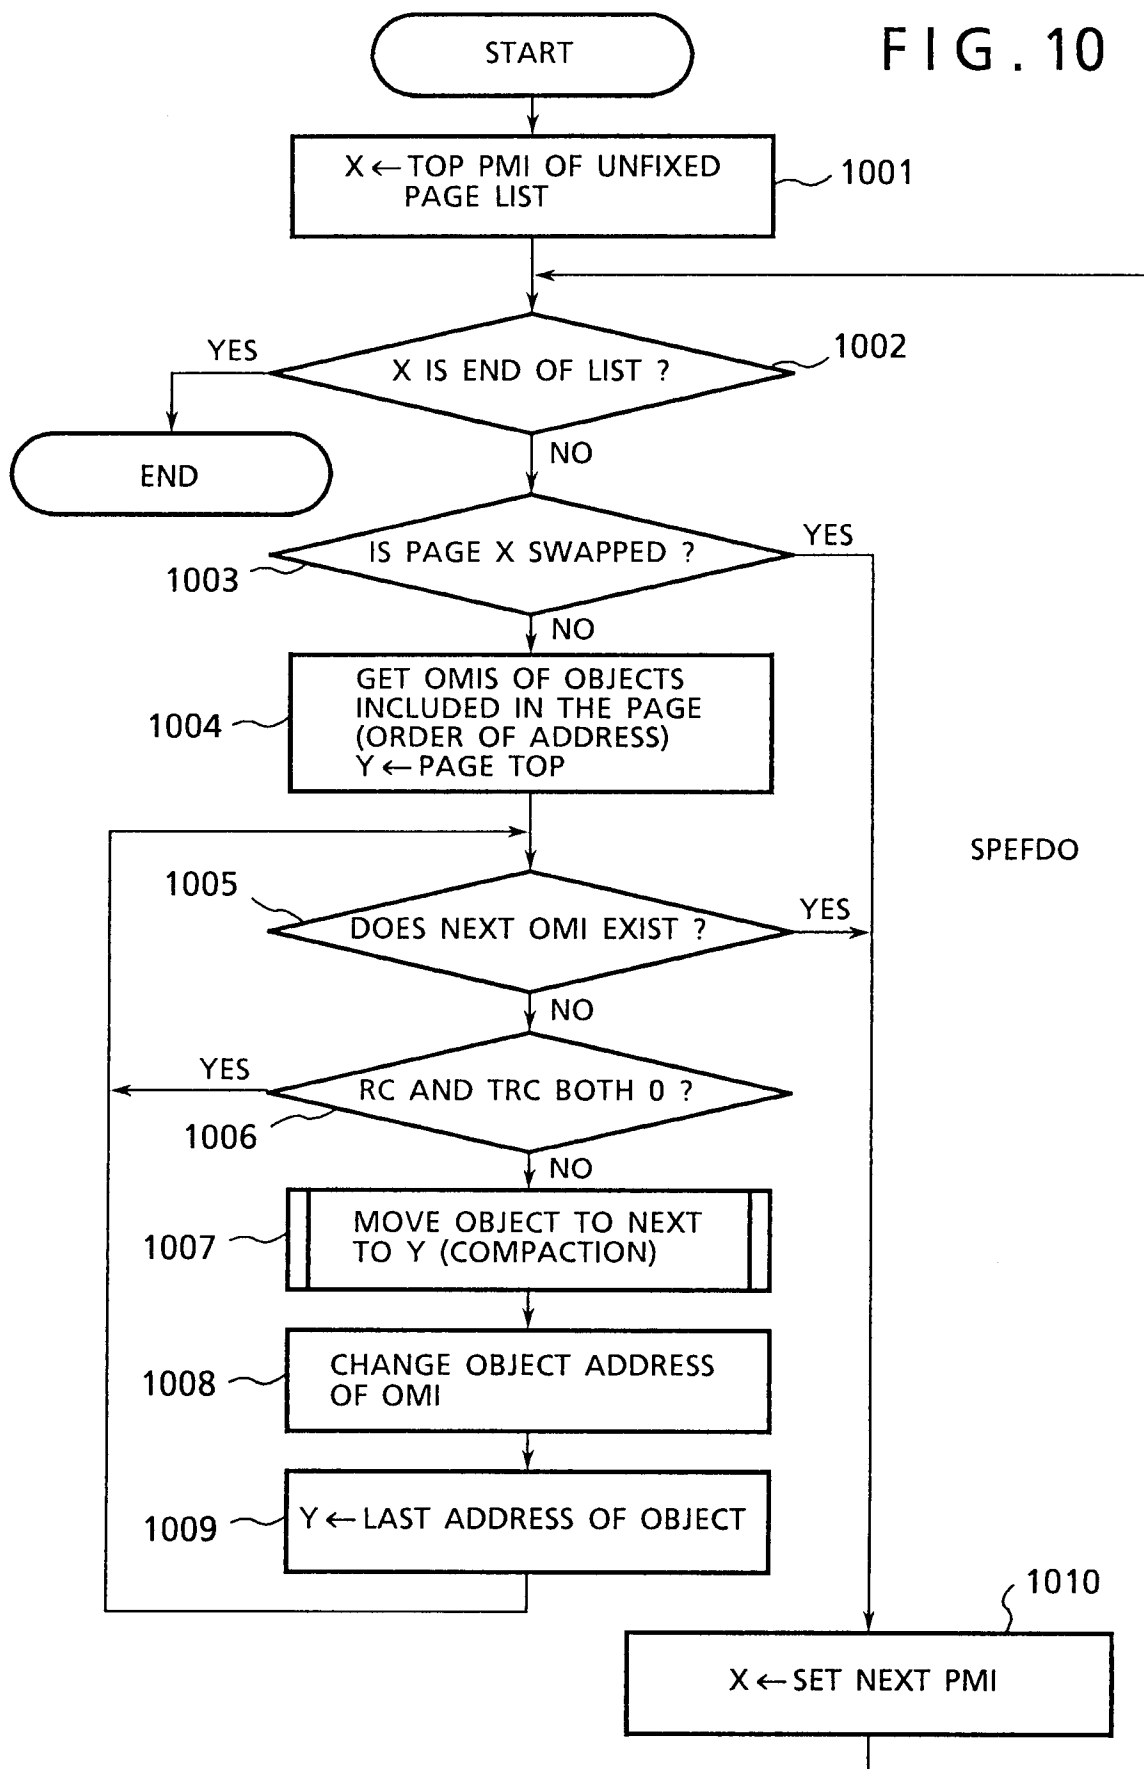 FIG.10
START
X ← TOP PMI OF UNFIXED
PAGE LIST
1001
X IS END OF LIST ?
1002
YES
END
NO
IS PAGE X SWAPPED ?
YES
1003
NO
GET OMIS OF OBJECTS
INCLUDED IN THE PAGE
(ORDER OF ADDRESS)
Y ← PAGE TOP
1004
SPEFDO
1005
DOES NEXT OMI EXIST ?
YES
NO
YES
RC AND TRC BOTH 0 ?
1006
NO
MOVE OBJECT TO NEXT
TO Y (COMPACTION)
1007
CHANGE OBJECT ADDRESS
OF OMI
1008
Y ← LAST ADDRESS OF OBJECT
1009
1010
X ← SET NEXT PMI